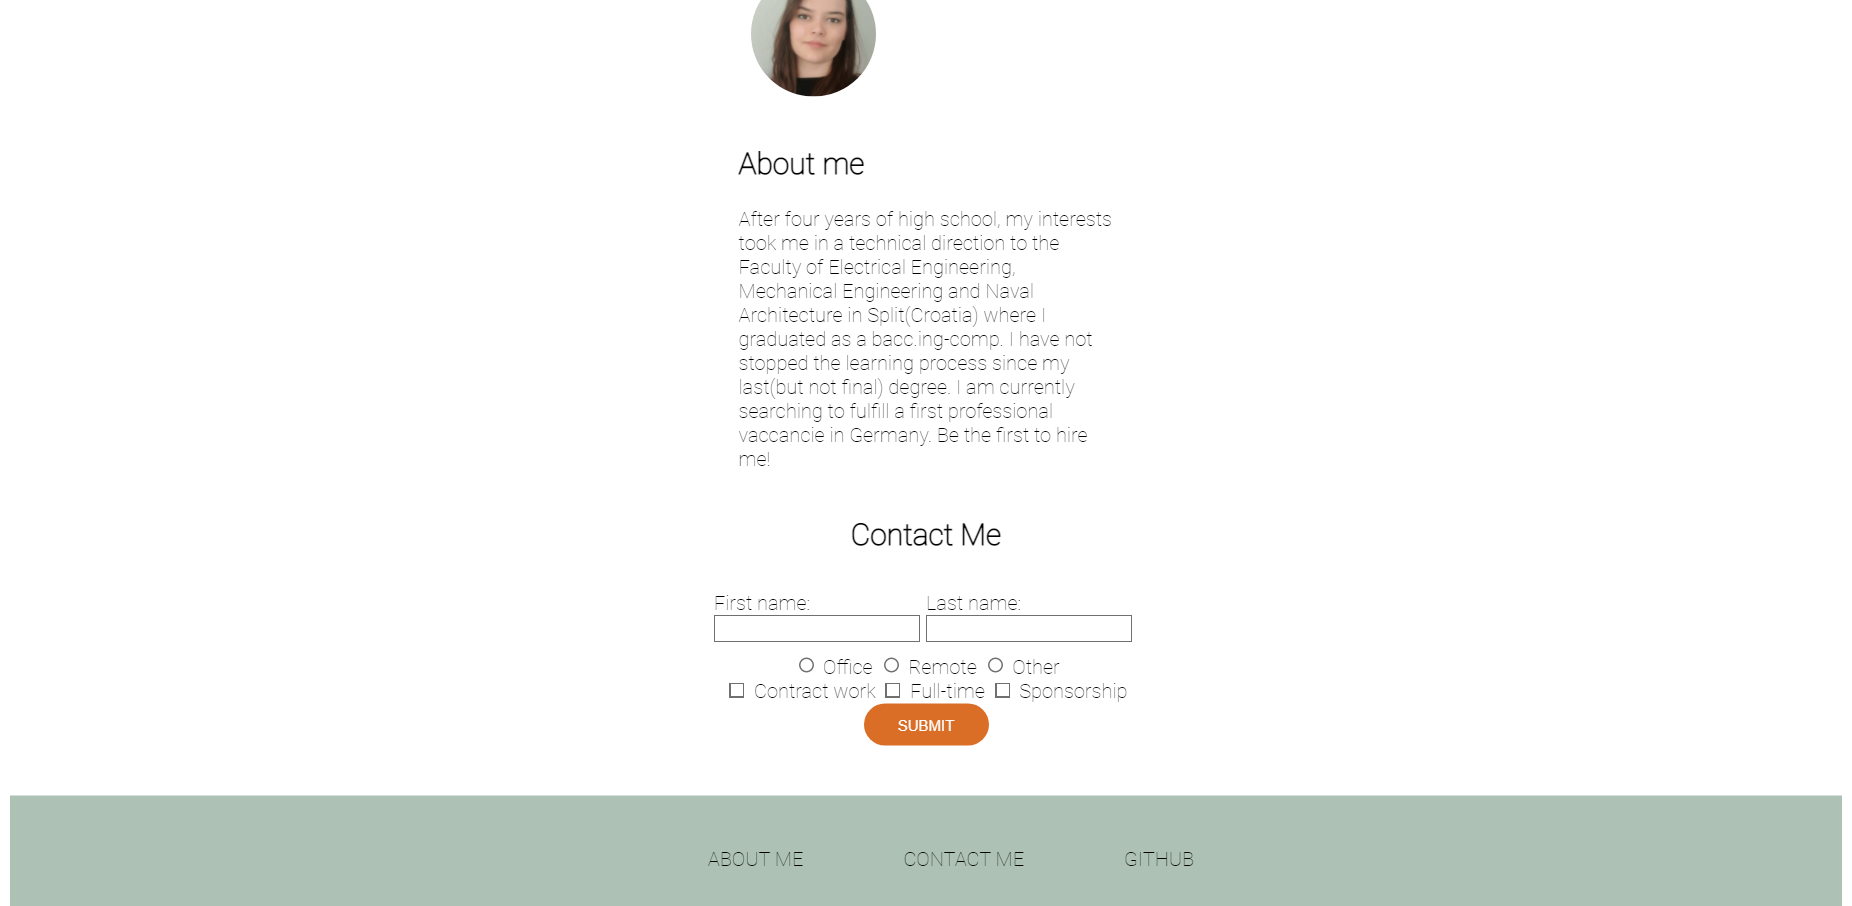 About me
After four years of high school, my interests
took me in a technical direction to the
Faculty of Electrical Engineering,
Mechanical Engineering and Naval
Architecture in Split(Croatia) where I
graduated as a bacc.ing-comp. I have not
stopped the learning process since my
last(but not final) degree. I am currently
searching to fulfill a first professional
vaccancie in Germany. Be the first to hire
me!
Contact Me
First name: Last name:
Office Remote Other
Contract work Full-time Sponsorship
SUBMIT
ABOUT ME CONTACT ME GITHUB